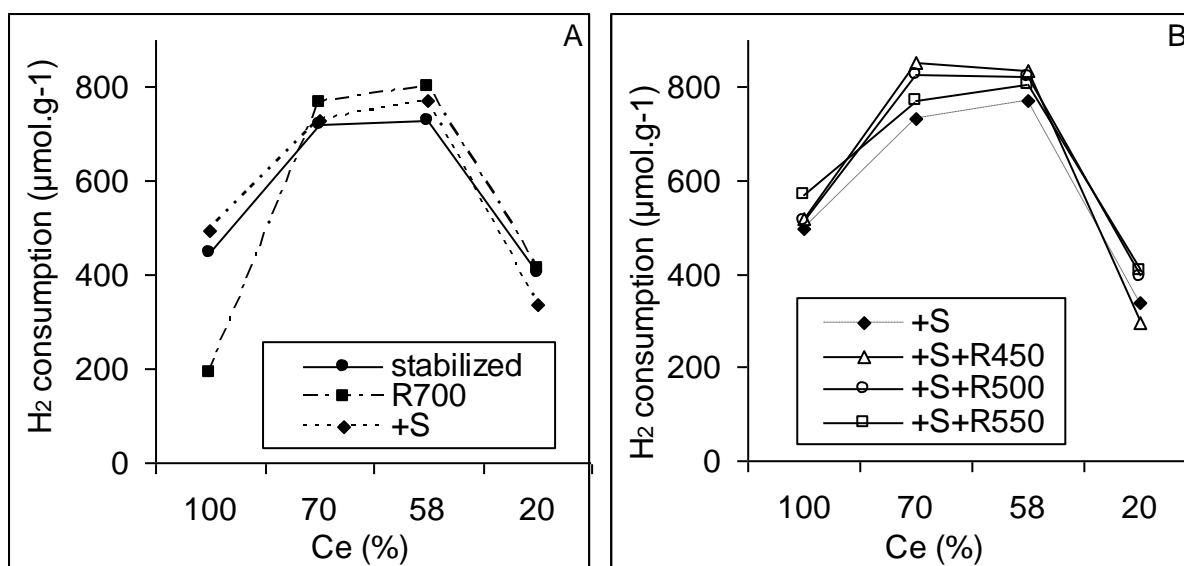 A
H2 consumption (µmol.g-1)
800
600
400
200
0
100 70 58 20
Ce (%)
stabilized
R700
+S
B
H2 consumption (µmol.g-1)
800
600
400
200
0
100 70 58 20
Ce (%)
+S
+S+R450
+S+R500
+S+R550